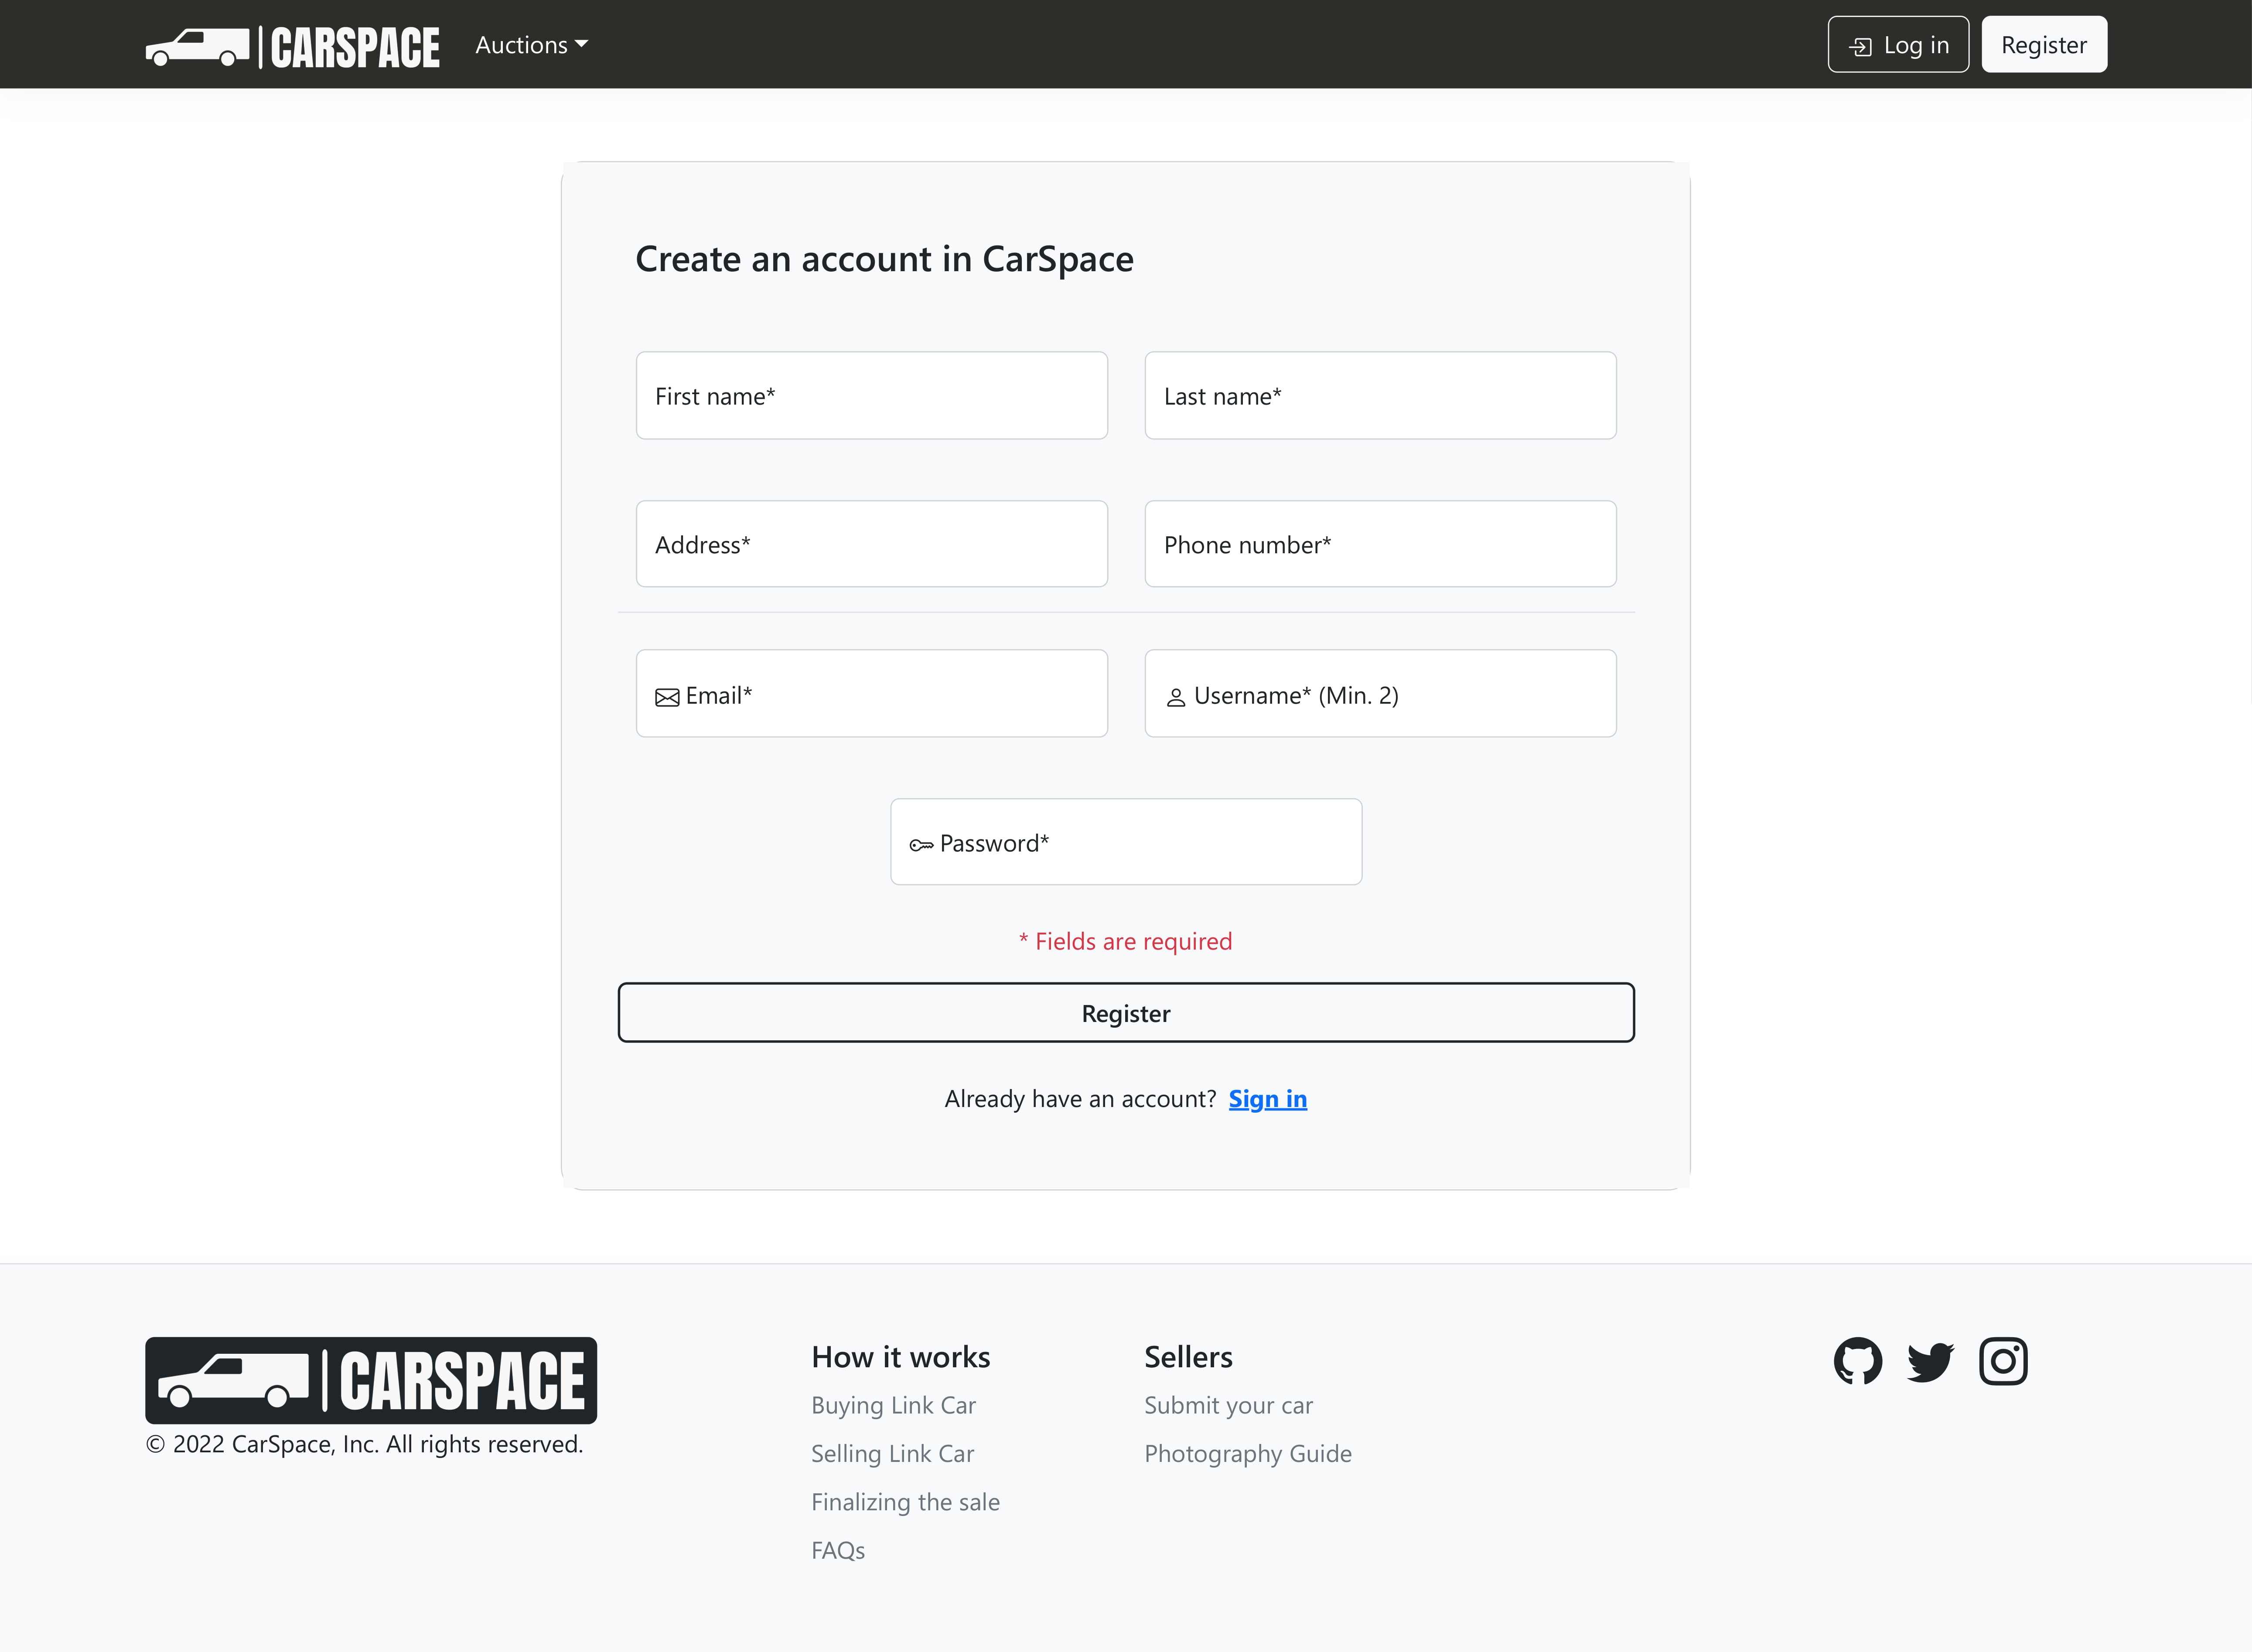 CARSPACE
Auctions
Log in
Register
Create an account in CarSpace
First name*
Last name*
Address*
Phone number*
Email*
Username* (Min. 2)
Password*
* Fields are required
Register
Already have an account? Sign in
CARSPACE
© 2022 CarSpace, Inc. All rights reserved.
How it works
Buying Link Car
Selling Link Car
Finalizing the sale
FAQs
Sellers
Submit your car
Photography Guide